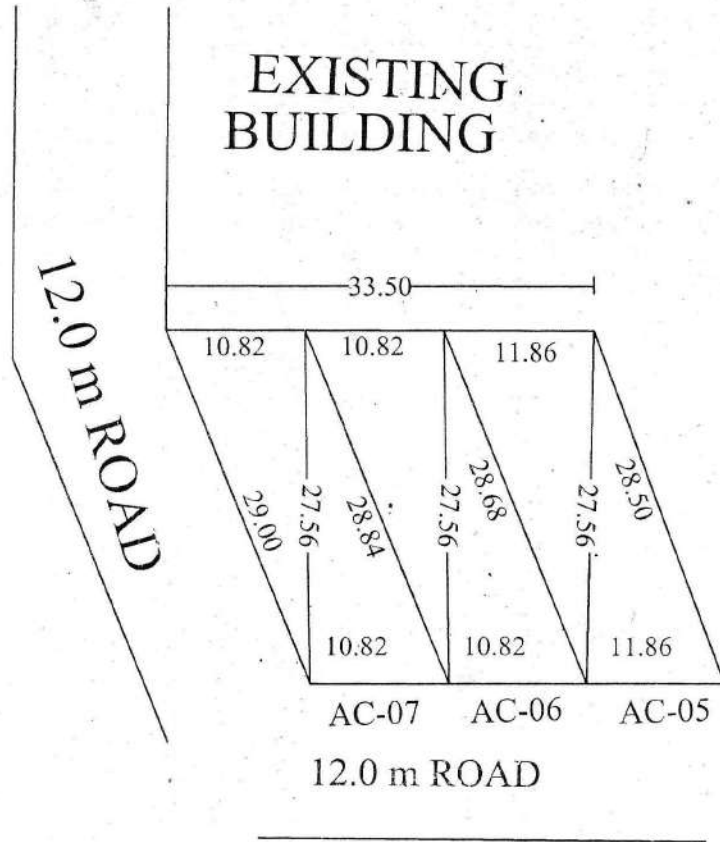 EXISTING
BUILDING
33.50
10.82 10.82 11.86
12.0 m ROAD
29.00 27.56 28.84 27.56 28.68 27.56 28.50
10.82 10.82 11.86
AC-07 AC-06 AC-05
12.0 m ROAD